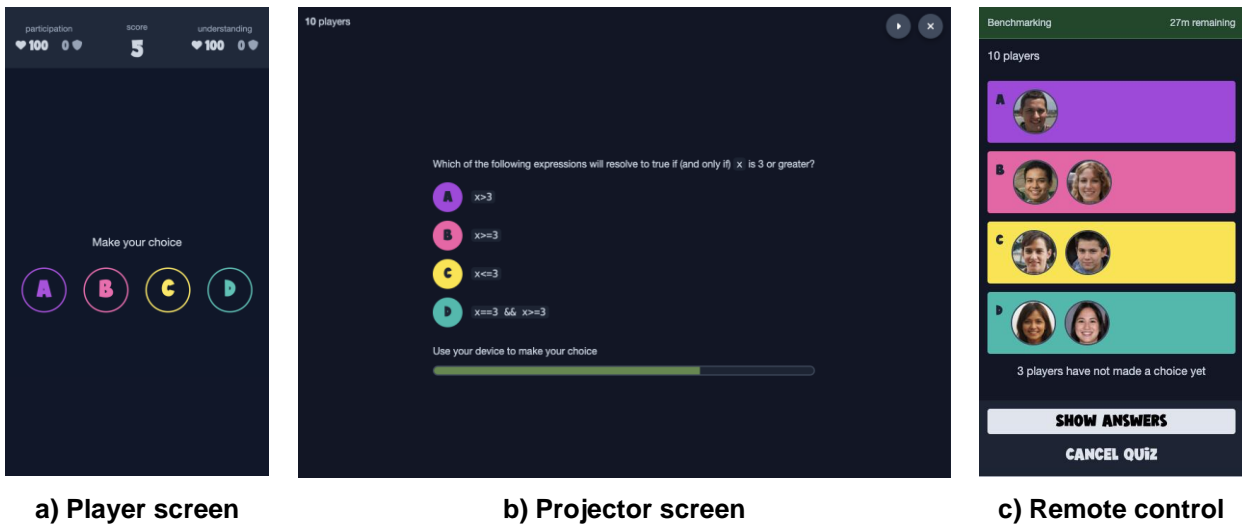 participation score understanding
100 0 5 100 0
Make your choice
A B C D
a) Player screen
10 players
Which of the following expressions will resolve to true if (and only if) x is 3 or greater?
A x>3
B x>=3
C x<=3
D x==3 && x>=3
Use your device to make your choice
b) Projector screen
Benchmarking 27m remaining
10 players
A
B
C
D
3 players have not made a choice yet
SHOW ANSWERS
CANCEL QUIZ
c) Remote control